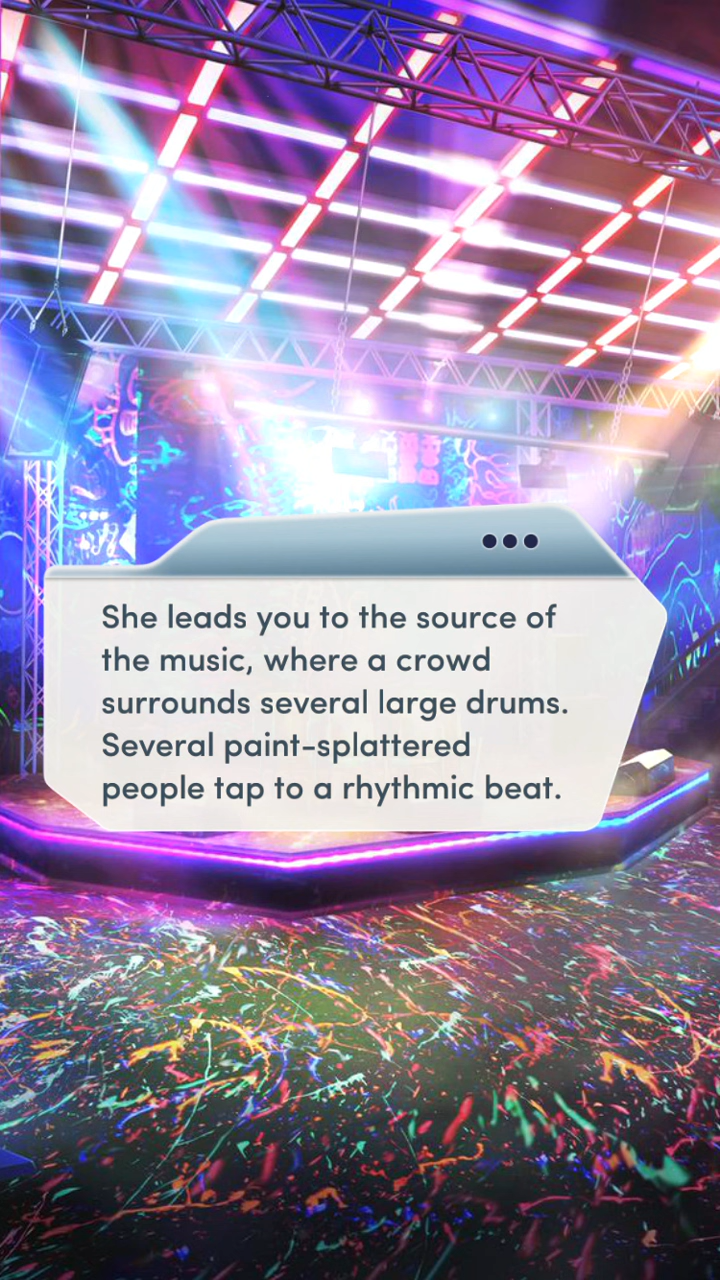 She leads you to the source of
the music, where a crowd
surrounds several large drums.
Several paint-splattered
people tap to a rhythmic beat.